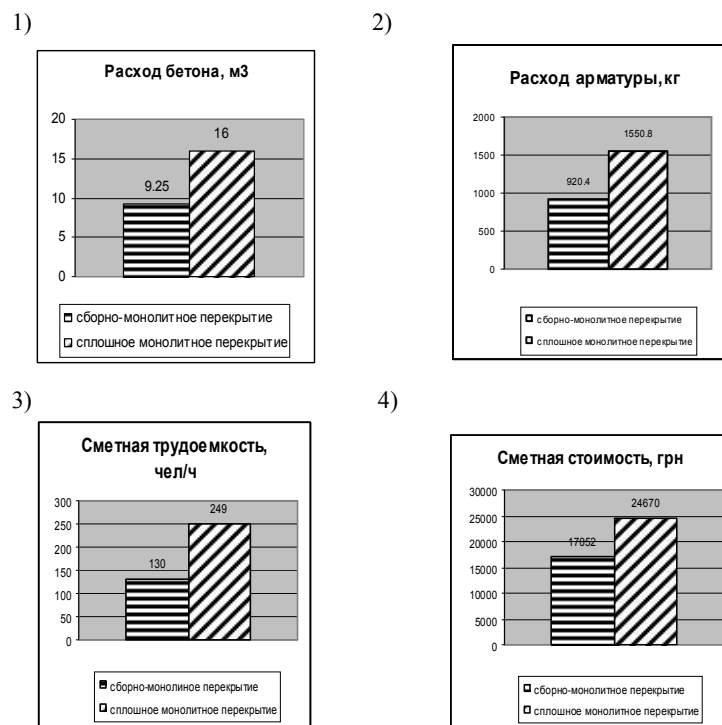 1)
Расход бетона, м3
20
15
10
5
0
9.25
16
сборно-монолитное перекрытие
сплошное монолитное перекрытие
2)
Расход арматуры, кг
2000
1500
1000
500
0
920.4
1550.8
сборно-монолитное перекрытие
сплошное монолитное перекрытие
3)
Сметная трудоемкость,
чел/ч
300
250
200
150
100
50
0
130
249
сборно-монолиное перекрытие
сплошное монолитное перекрытие
4)
Сметная стоимость, грн
30000
25000
20000
15000
10000
5000
0
17052
24670
сборно-монолитное перекрытие
сплошное монолитное перекрытие